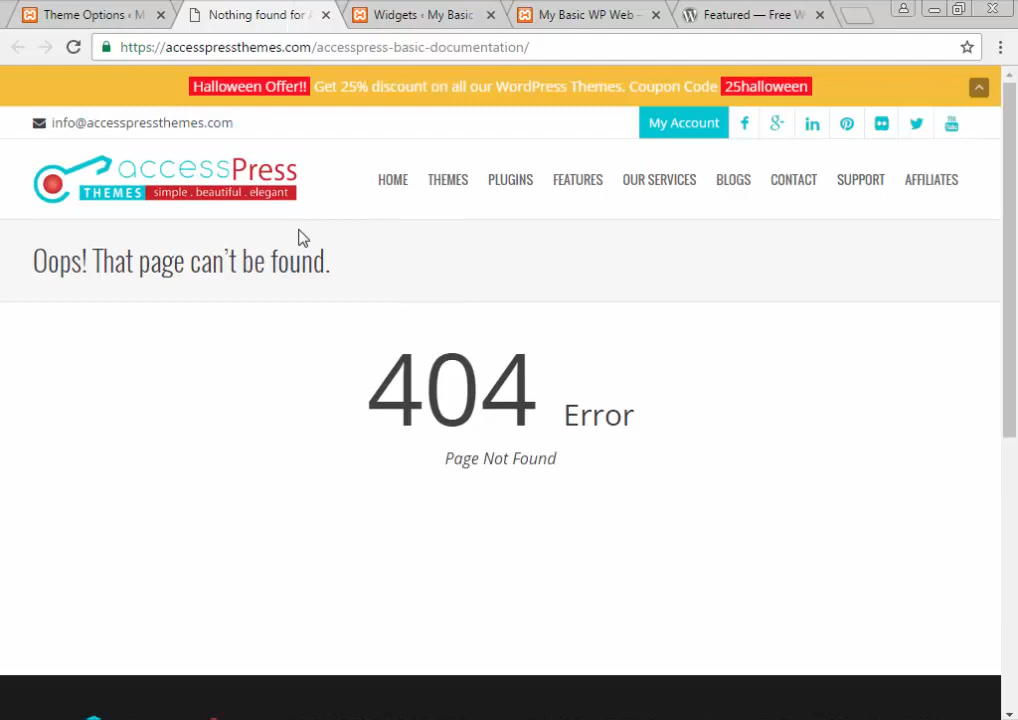 Theme Options ‹ M
Nothing found for A
Widgets ‹ My Basic
My Basic WP Web –
Featured — Free W
https://accesspressthemes.com/accesspress-basic-documentation/
Halloween Offer!! Get 25% discount on all our WordPress Themes. Coupon Code 25halloween
info@accesspressthemes.com
My Account
accessPress
THEMES simple . beautiful . elegant
HOME THEMES PLUGINS FEATURES OUR SERVICES BLOGS CONTACT SUPPORT AFFILIATES
Oops! That page can't be found.
404 Error
Page Not Found